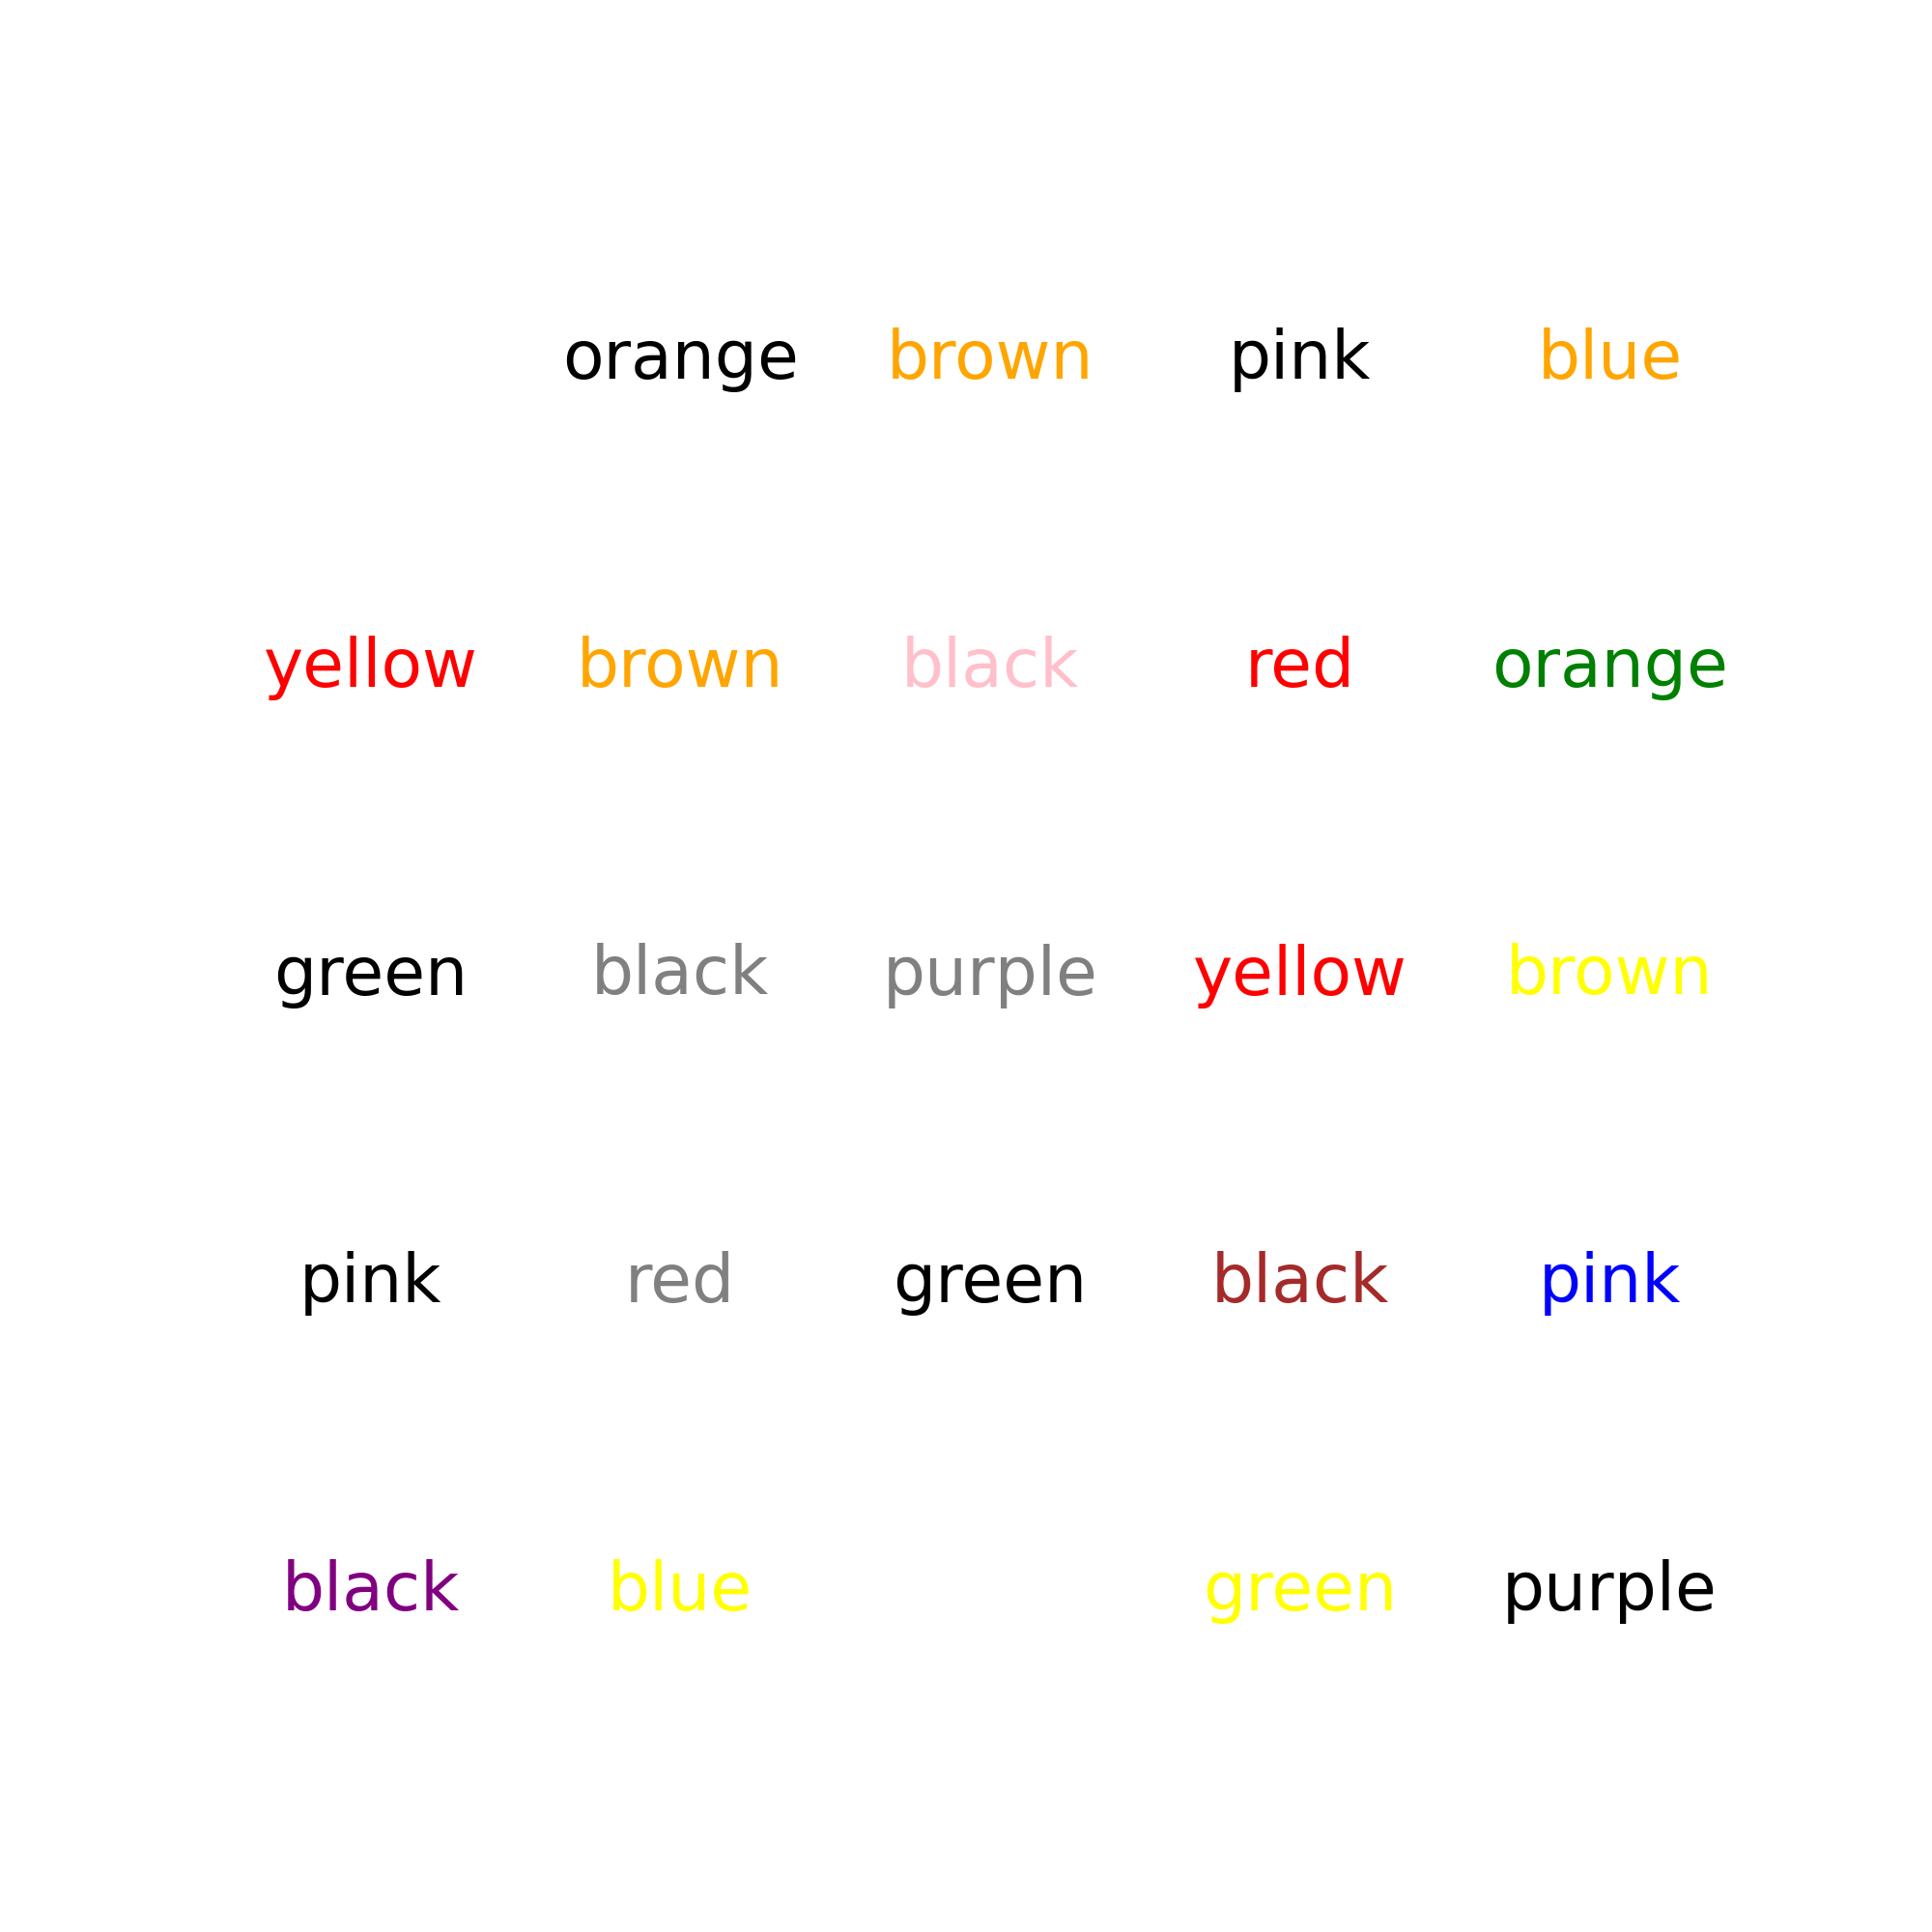 orange brown pink blue
yellow brown black red orange
green black purple yellow brown
pink red green black pink
black blue green purple